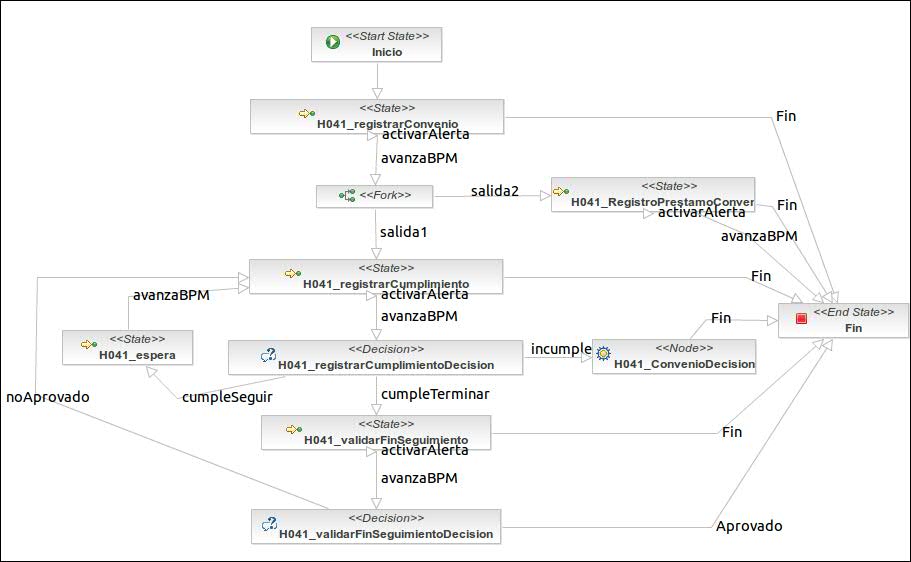 <<Start State>>
Inicio
<<State>>
H041_registrarConvenio
Fin
activarAlerta
avanzaBPM
<<Fork>>
salida2
<<State>>
H041_RegistroPrestamoConven
Fin
activarAlerta
salida1
avanzaBPM
<<State>>
H041_registrarCumplimiento
Fin
activarAlerta
avanzaBPM
avanzaBPM
<<End State>>
Fin
<<State>>
H041_espera
<<Decision>>
H041_registrarCumplimientoDecision
incumple
<<Node>>
H041_ConvenioDecision
Fin
noAprovado
cumpleSeguir
cumpleTerminar
<<State>>
H041_validarFinSeguimiento
Fin
activarAlerta
avanzaBPM
<<Decision>>
H041_validarFinSeguimientoDecision
Aprovado